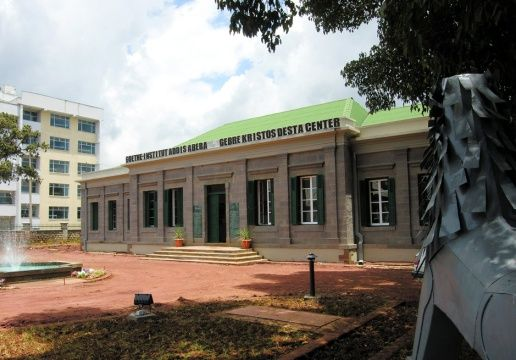 GOETHE-INSTITUT ADDIS ABEBA
GEBRE KRISTOS DESTA CENTER